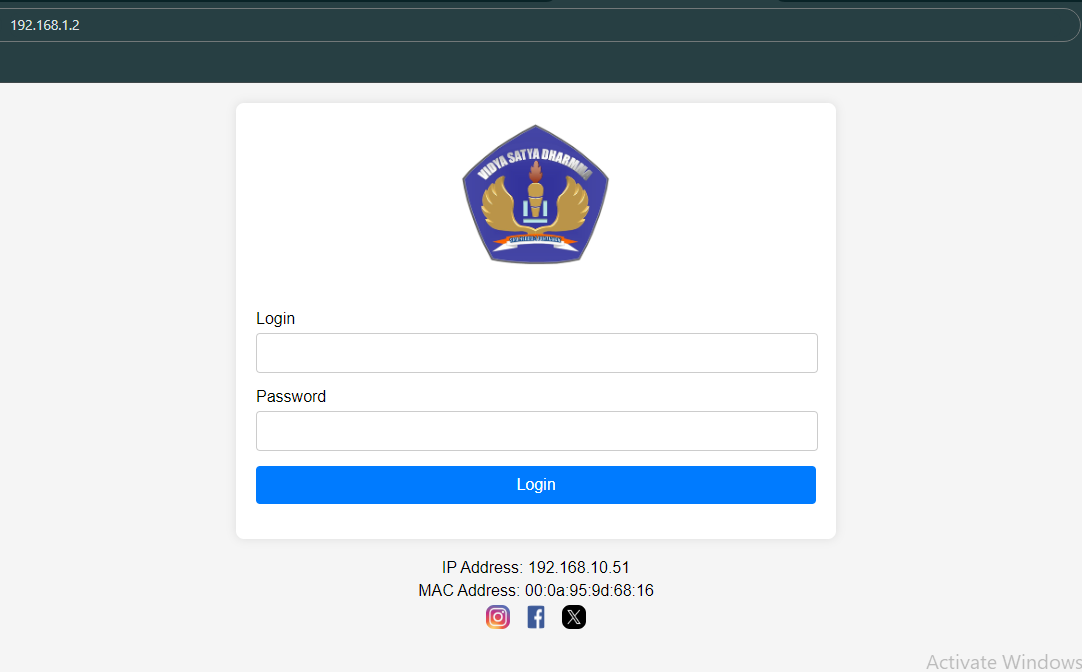 192.168.1.2
VIDYA SATYA DHARMMA
Login
Password
Login
IP Address: 192.168.10.51
MAC Address: 00:0a:95:9d:68:16
Activate Windows